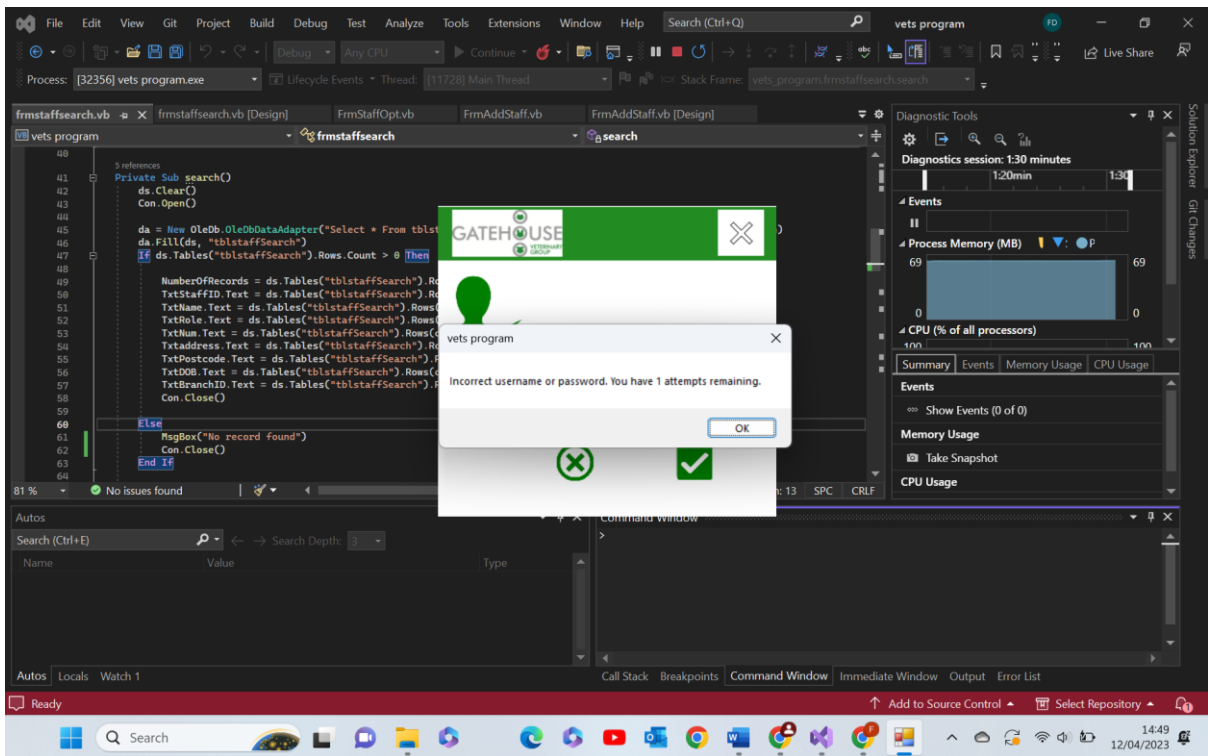 File Edit View Git Project Build Debug Test Analyze Tools Extensions Window Help Search (Ctrl+Q) vets program FD
Debug Any CPU Continue Live Share
Process: [32356] vets program.exe Lifecycle Events Thread: [11728] Main Thread Stack Frame: vets_program.frmstaffsearch.search
frmstaffsearch.vb frmstaffsearch.vb [Design] FrmStaffOpt.vb FrmAddStaff.vb FrmAddStaff.vb [Design]
vets program frmstaffsearch search
40
5 references
41 Private Sub search()
42 ds.Clear()
43 Con.Open()
44
45 da = New OleDb.OleDbDataAdapter("Select * From tblst
46 da.Fill(ds, "tblstaffSearch")
47 If ds.Tables("tblstaffSearch").Rows.Count > 0 Then
48
49 NumberOfRecords = ds.Tables("tblstaffSearch").Ro
50 TxtStaffID.Text = ds.Tables("tblstaffSearch").Ro
51 TxtName.Text = ds.Tables("tblstaffSearch").Rows(
52 TxtRole.Text = ds.Tables("tblstaffSearch").Rows(
53 TxtNum.Text = ds.Tables("tblstaffSearch").Rows(c
54 Txtaddress.Text = ds.Tables("tblstaffSearch").Ro
55 TxtPostcode.Text = ds.Tables("tblstaffSearch").R
56 TxtDOB.Text = ds.Tables("tblstaffSearch").Rows(c
57 TxtBranchID.Text = ds.Tables("tblstaffSearch").R
58 Con.Close()
59
60 Else
61 MsgBox("No record found")
62 Con.Close()
63 End If
64
81 % No issues found : 13 SPC CRLF
GATEHOUSE
VETERINARY
GROUP
vets program
Incorrect username or password. You have 1 attempts remaining.
OK
Diagnostic Tools
Diagnostics session: 1:30 minutes
1:20min 1:30
Events
Process Memory (MB) P
69 69
0 0
CPU (% of all processors)
100 100
Summary Events Memory Usage CPU Usage
Events
Show Events (0 of 0)
Memory Usage
Take Snapshot
CPU Usage
Solution Explorer
Git Changes
Autos
Search (Ctrl+E) Search Depth: 3
Name Value Type
Autos Locals Watch 1
Command Window
>
Call Stack Breakpoints Command Window Immediate Window Output Error List
Ready Add to Source Control Select Repository
Search 14:49
12/04/2023